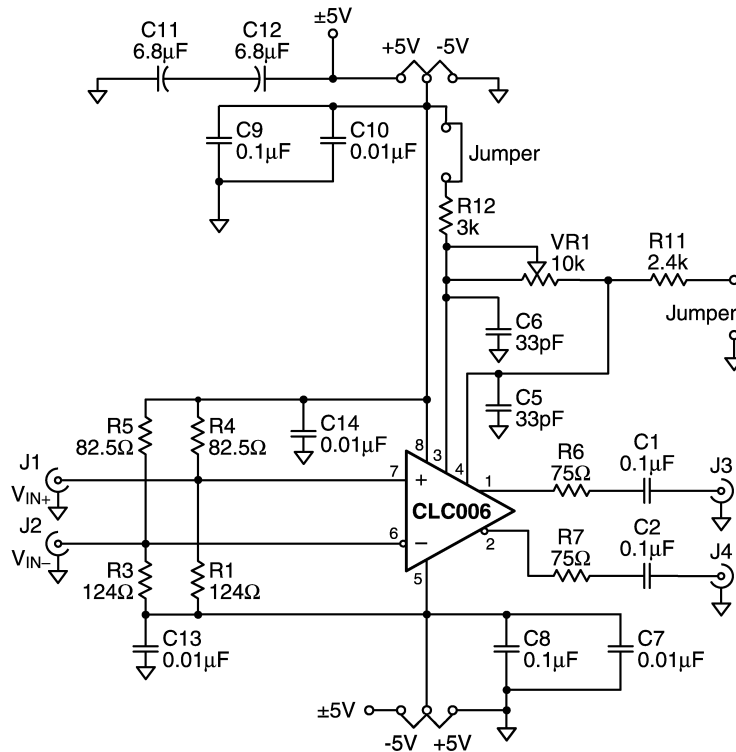 ±5V
C11
6.8μF
C12
6.8μF
+5V
-5V
C9
0.1μF
C10
0.01μF
Jumper
R12
3k
VR1
10k
R11
2.4k
Jumper
C6
33pF
C5
33pF
R5
82.5Ω
R4
82.5Ω
C14
0.01μF
8
3
4
J1
VIN+
7
+
1
R6
75Ω
C1
0.1μF
J3
CLC006
J2
VIN−
6
−
2
R7
75Ω
C2
0.1μF
J4
5
R3
124Ω
R1
124Ω
C13
0.01μF
C8
0.1μF
C7
0.01μF
±5V
-5V
+5V